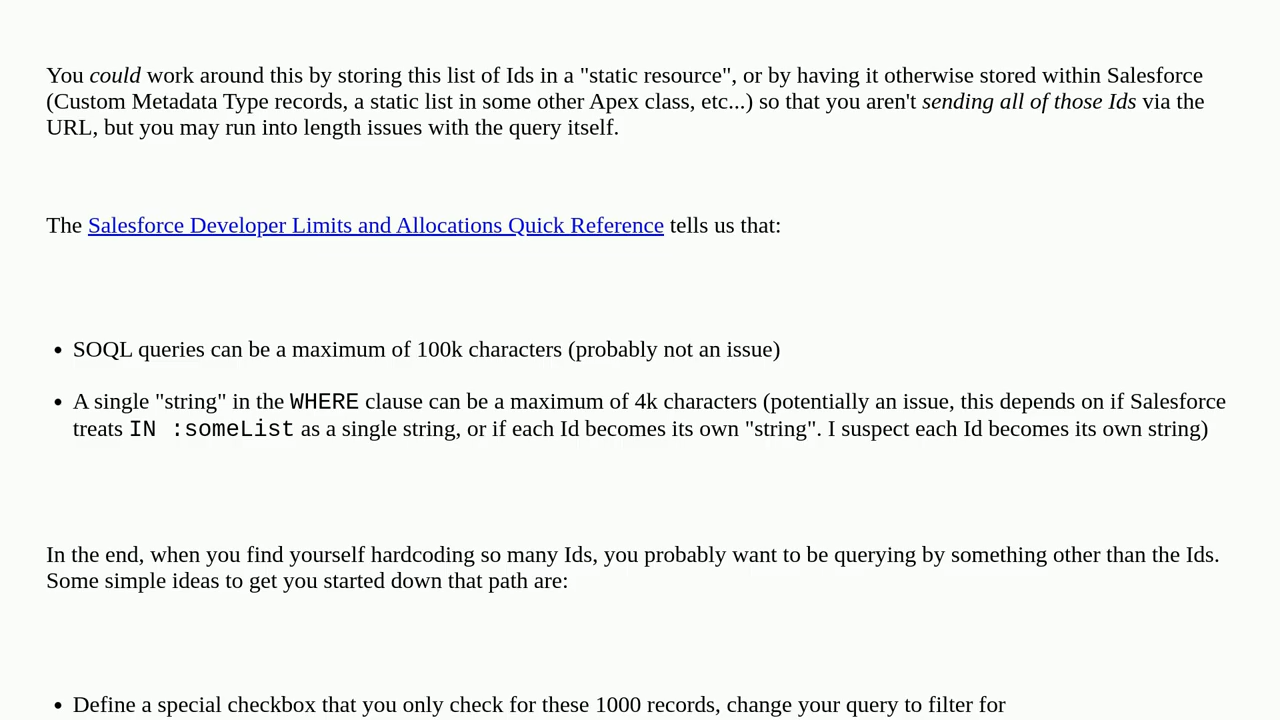 You could work around this by storing this list of Ids in a "static resource", or by having it otherwise stored within Salesforce
(Custom Metadata Type records, a static list in some other Apex class, etc...) so that you aren't sending all of those Ids via the
URL, but you may run into length issues with the query itself.
The Salesforce Developer Limits and Allocations Quick Reference tells us that:
• SOQL queries can be a maximum of 100k characters (probably not an issue)
• A single "string" in the WHERE clause can be a maximum of 4k characters (potentially an issue, this depends on if Salesforce
treats IN :someList as a single string, or if each Id becomes its own "string". I suspect each Id becomes its own string)
In the end, when you find yourself hardcoding so many Ids, you probably want to be querying by something other than the Ids.
Some simple ideas to get you started down that path are:
• Define a special checkbox that you only check for these 1000 records, change your query to filter for